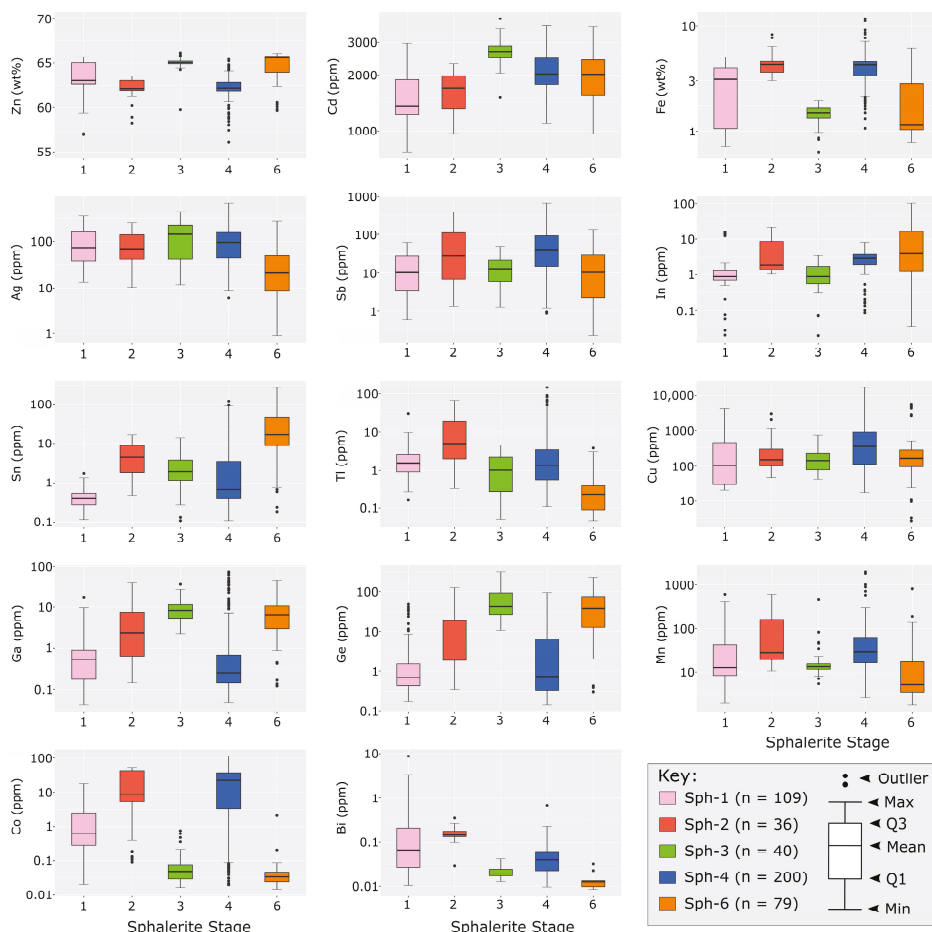 Zn (wt%)
70
65
60
55
1 2 3 4 6
Cd (ppm)
3000
2000
1000
1 2 3 4 6
Fe (wt%)
10
3
1
1 2 3 4 6
Ag (ppm)
100
10
1
1 2 3 4 6
Sb (ppm)
1000
100
10
1
1 2 3 4 6
In (ppm)
100
10
1
0.1
1 2 3 4 6
Sn (ppm)
100
10
1
0.1
1 2 3 4 6
Tl (ppm)
100
10
1
0.1
1 2 3 4 6
Cu (ppm)
10,000
100
10
1 2 3 4 6
Ga (ppm)
100
10
1
0.1
1 2 3 4 6
Ge (ppm)
100
10
1
0.1
1 2 3 4 6
Mn (ppm)
1000
100
10
1 2 3 4 6
Sphalerite Stage
Co (ppm)
100
10
1
0.1
0.01
1 2 3 4 6
Sphalerite Stage
Bi (ppm)
10
1
0.1
0.01
1 2 3 4 6
Sphalerite Stage
Key:
Sph-1 (n = 109)
Sph-2 (n = 36)
Sph-3 (n = 40)
Sph-4 (n = 200)
Sph-6 (n = 79)
Outlier
Max
Q3
Mean
Q1
Min